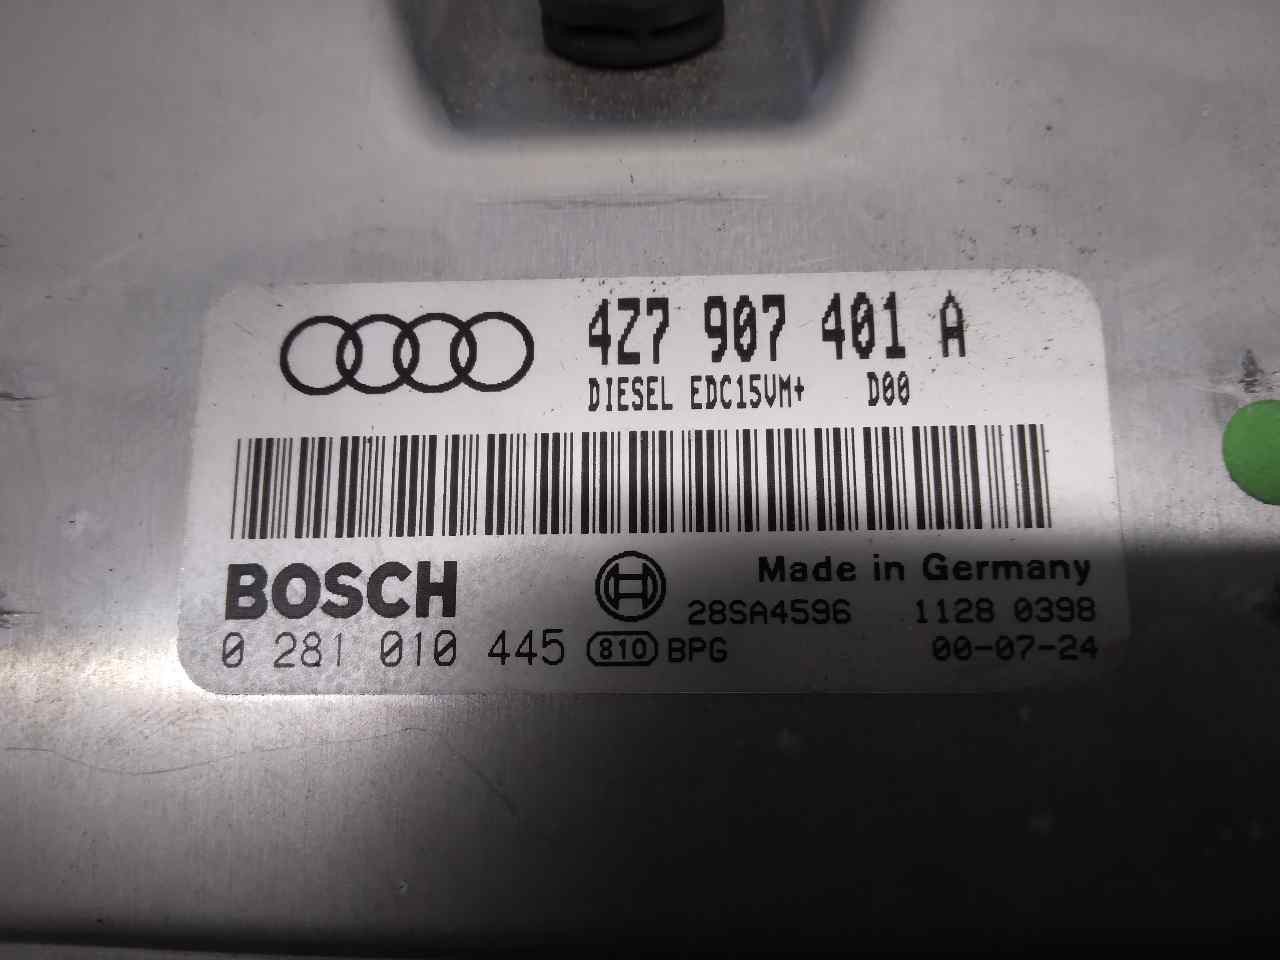 4Z7 907 401 A
DIESEL EDC15VM+ D00
BOSCH
Made in Germany
28SA4596 1128 0398
0 281 010 445 810 BPG 00-07-24